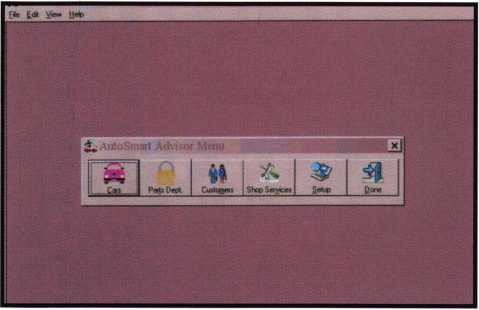 File Edit View Help
AutoSmart Advisor Menu
Cars Parts Dept. Customers Shop Services Setup Done